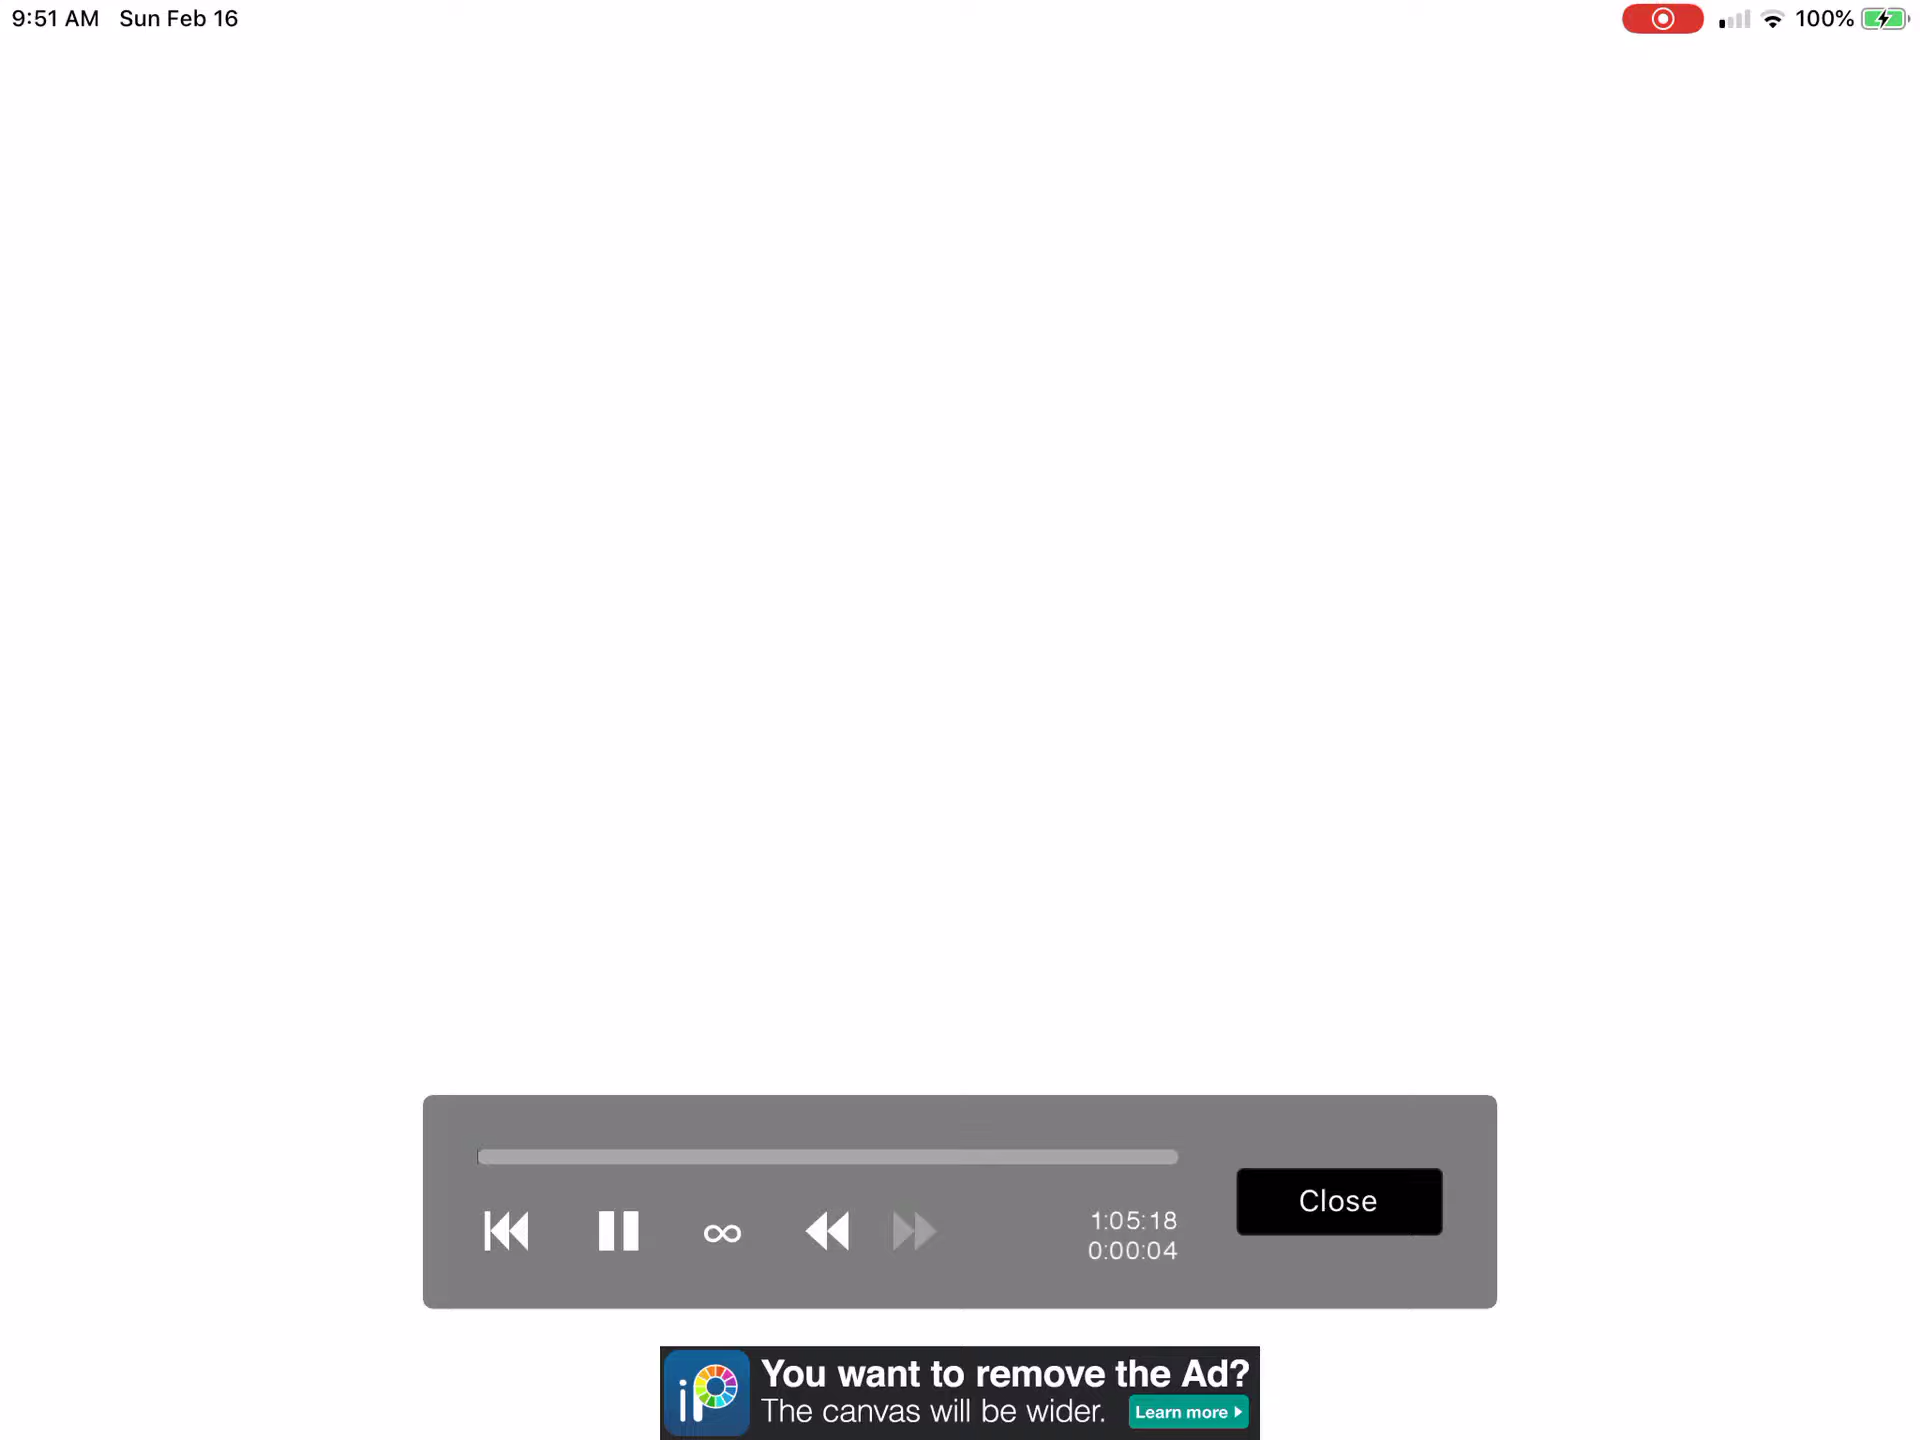 9:51 AM Sun Feb 16
100%
1:05:18
0:00:04
Close
iP
You want to remove the Ad?
The canvas will be wider.
Learn more